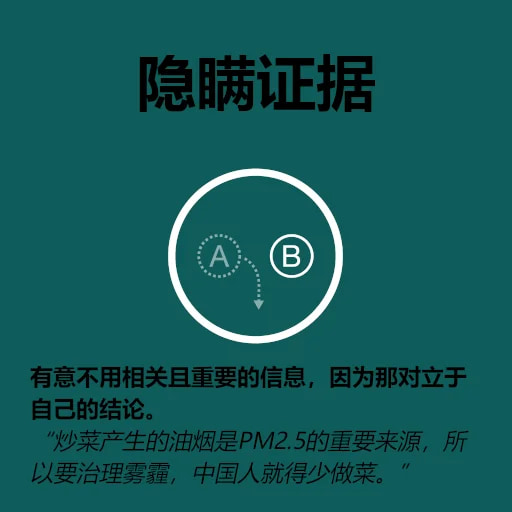 隐瞒证据
A B
有意不用相关且重要的信息，因为那对立于
自己的结论。
“炒菜产生的油烟是PM2.5的重要来源，所
以要治理雾霾，中国人就得少做菜。”